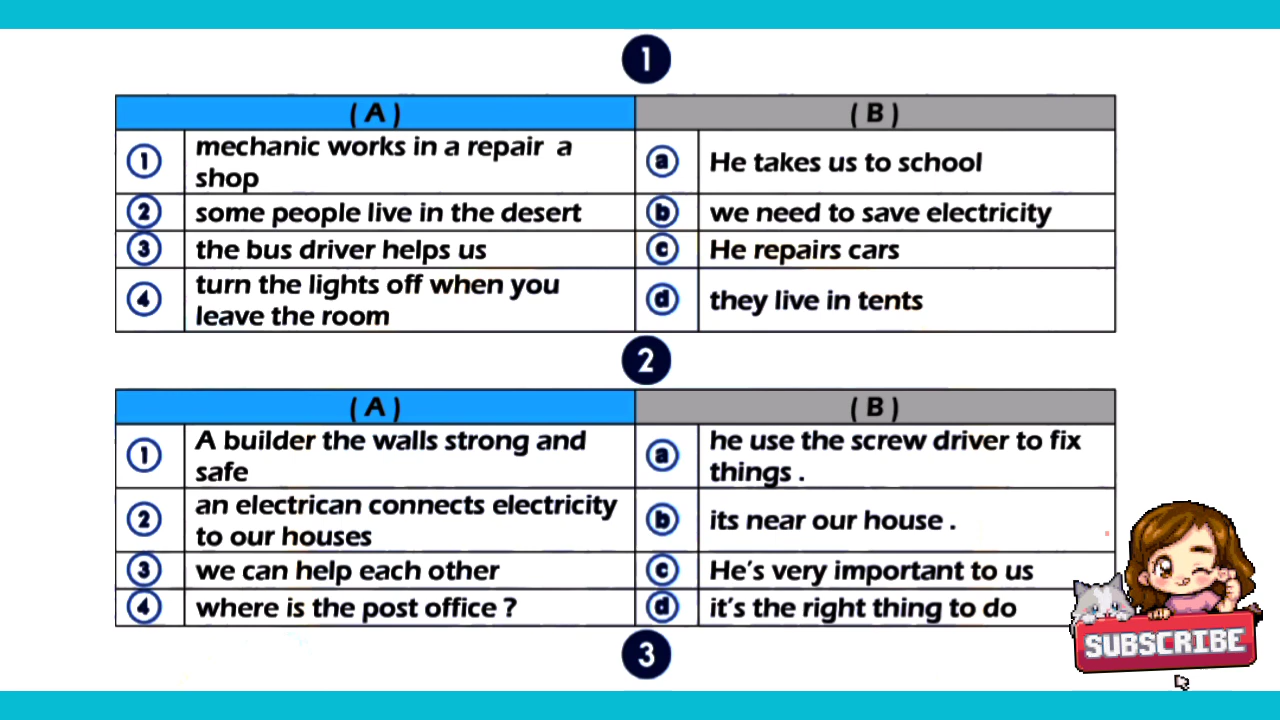 1
( A ) ( B )
1 mechanic works in a repair a a He takes us to school
shop
2 some people live in the desert b we need to save electricity
3 the bus driver helps us c He repairs cars
4 turn the lights off when you d they live in tents
leave the room
2
( A ) ( B )
1 A builder the walls strong and a he use the screw driver to fix
safe things .
2 an electrican connects electricity b its near our house .
to our houses
3 we can help each other c He's very important to us
4 where is the post office ? d it's the right thing to do
SUBSCRIBE
3